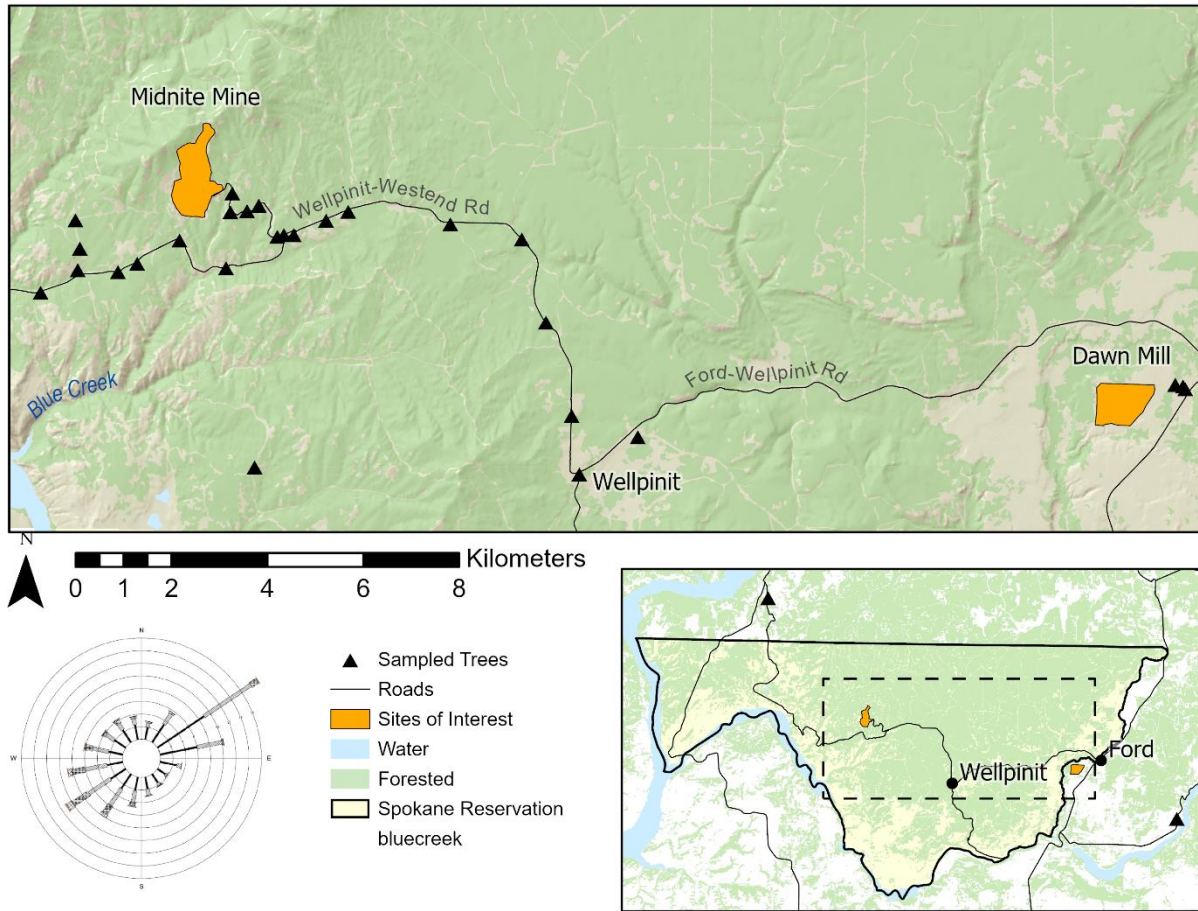 Midnite Mine
Wellpinit-Westend Rd
Dawn Mill
Ford-Wellpinit Rd
Blue Creek
Wellpinit
N
Kilometers
0 1 2 4 6 8
N
W
E
S
Sampled Trees
Roads
Sites of Interest
Water
Forested
Spokane Reservation
bluecreek
Ford
Wellpinit